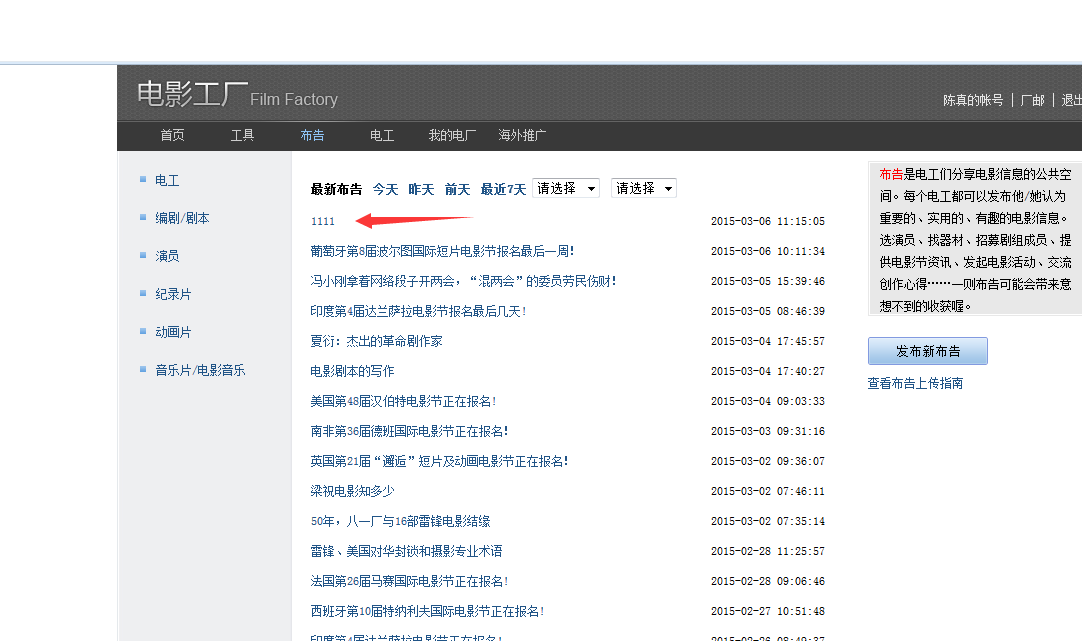 电影工厂 Film Factory
陈真的帐号 | 厂邮 | 退出
首页 工具 布告 电工 我的电厂 海外推广
电工
编剧/剧本
演员
纪录片
动画片
音乐片/电影音乐
最新布告 今天 昨天 前天 最近7天 请选择 请选择
1111 2015-03-06 11:15:05
葡萄牙第8届波尔图国际短片电影节报名最后一周! 2015-03-06 10:11:34
冯小刚拿着网络段子开两会，“混两会”的委员劳民伤财! 2015-03-05 15:39:46
印度第4届达兰萨拉电影节报名最后几天! 2015-03-05 08:46:39
夏衍：杰出的革命剧作家 2015-03-04 17:45:57
电影剧本的写作 2015-03-04 17:40:27
美国第48届汉伯特电影节正在报名! 2015-03-04 09:03:33
南非第36届德班国际电影节正在报名! 2015-03-03 09:31:16
英国第21届“邂逅”短片及动画电影节正在报名! 2015-03-02 09:36:07
梁祝电影知多少 2015-03-02 07:46:11
50年，八一厂与16部雷锋电影结缘 2015-03-02 07:35:14
雷锋、美国对华封锁和摄影专业术语 2015-02-28 11:25:57
法国第26届马赛国际电影节正在报名! 2015-02-28 09:06:46
西班牙第10届特纳利夫国际电影节正在报名! 2015-02-27 10:51:48
印度第4届达兰萨拉电影节正在报名! 2015-02-26 08:49:37
布告是电工们分享电影信息的公共空
间。每个电工都可以发布他/她认为
重要的、实用的、有趣的电影信息。
选演员、找器材、招募剧组成员、提
供电影节资讯、发起电影活动、交流
创作心得……一则布告可能会带来意
想不到的收获喔。
发布新布告
查看布告上传指南